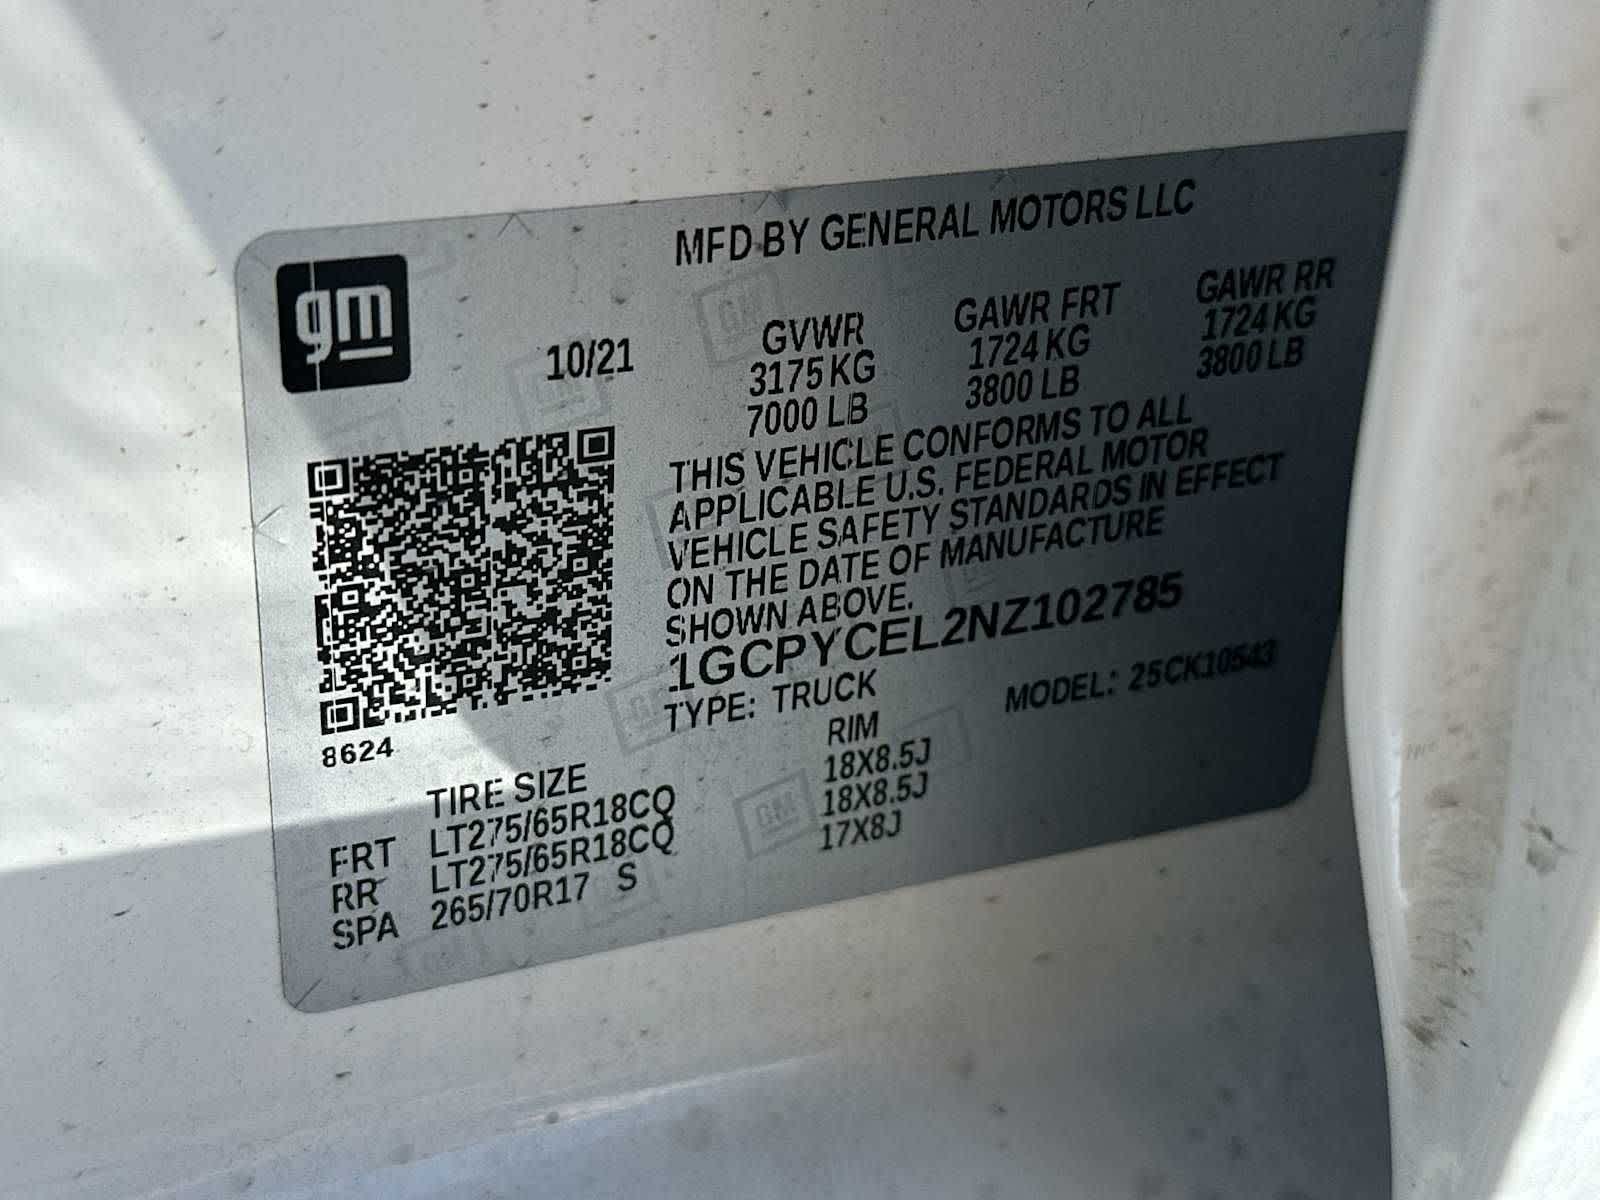 gm
MFD BY GENERAL MOTORS LLC
10/21
GVWR GAWR FRT GAWR RR
3175 KG 1724 KG 1724 KG
7000 LB 3800 LB 3800 LB
THIS VEHICLE CONFORMS TO ALL
APPLICABLE U.S. FEDERAL MOTOR
VEHICLE SAFETY STANDARDS IN EFFECT
ON THE DATE OF MANUFACTURE
SHOWN ABOVE.
1GCPYCEL2NZ102785
TYPE: TRUCK MODEL: 25CK10543
8624
TIRE SIZE RIM
FRT LT275/65R18CQ 18X8.5J
RR LT275/65R18CQ 18X8.5J
SPA 265/70R17 S 17X8J